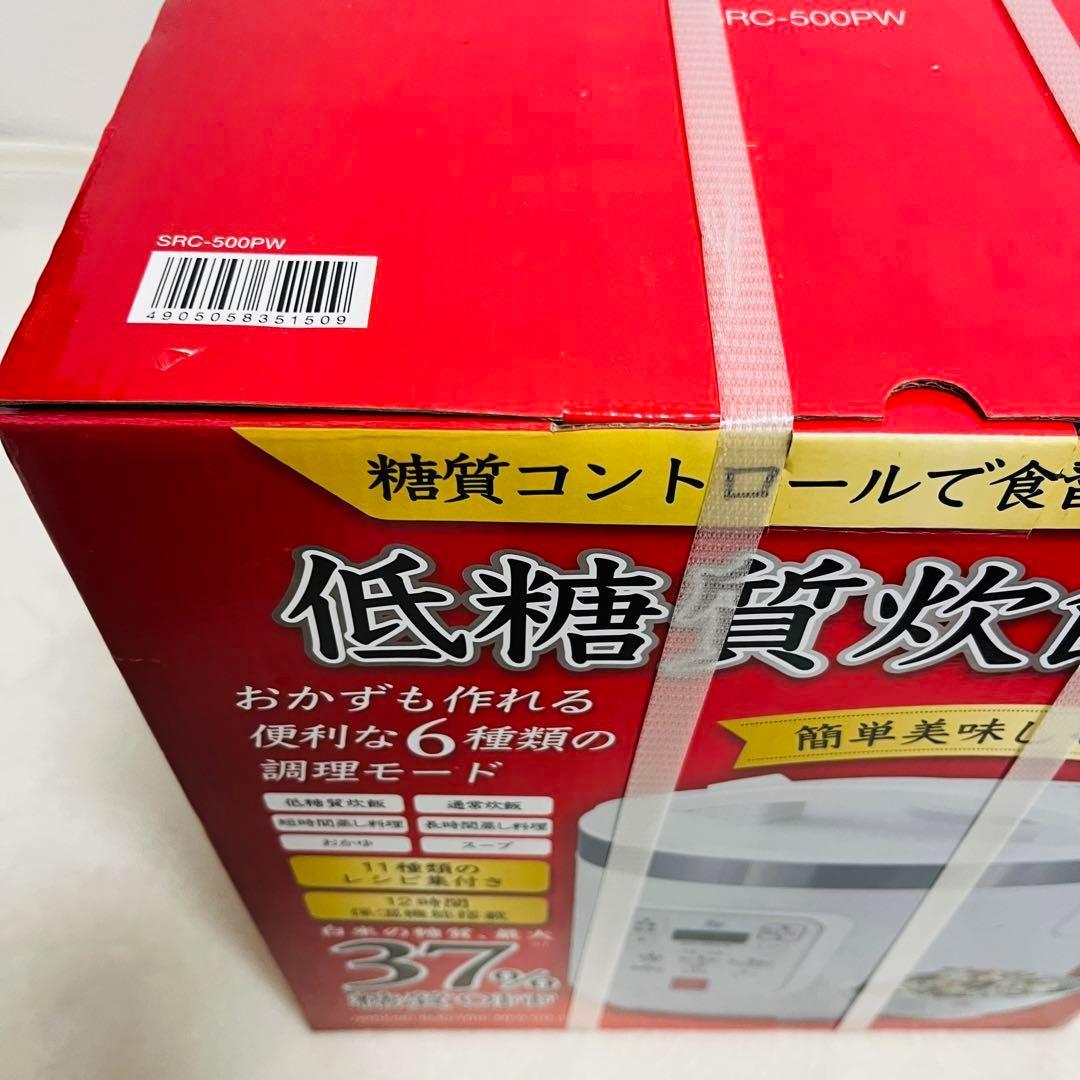 SRC-500PW
SRC-500PW
4905058351509
糖質コントロールで食
低糖質炊
おかずも作れる
便利な6種類の
調理モード
簡単美味し
低糖質炊飯
通常炊飯
短時間蒸し料理
長時間蒸し料理
おかゆ
スープ
11種類の
レシピ集付き
12時間
保温機能搭載
白米の糖質、最大
37%
糖質OFF